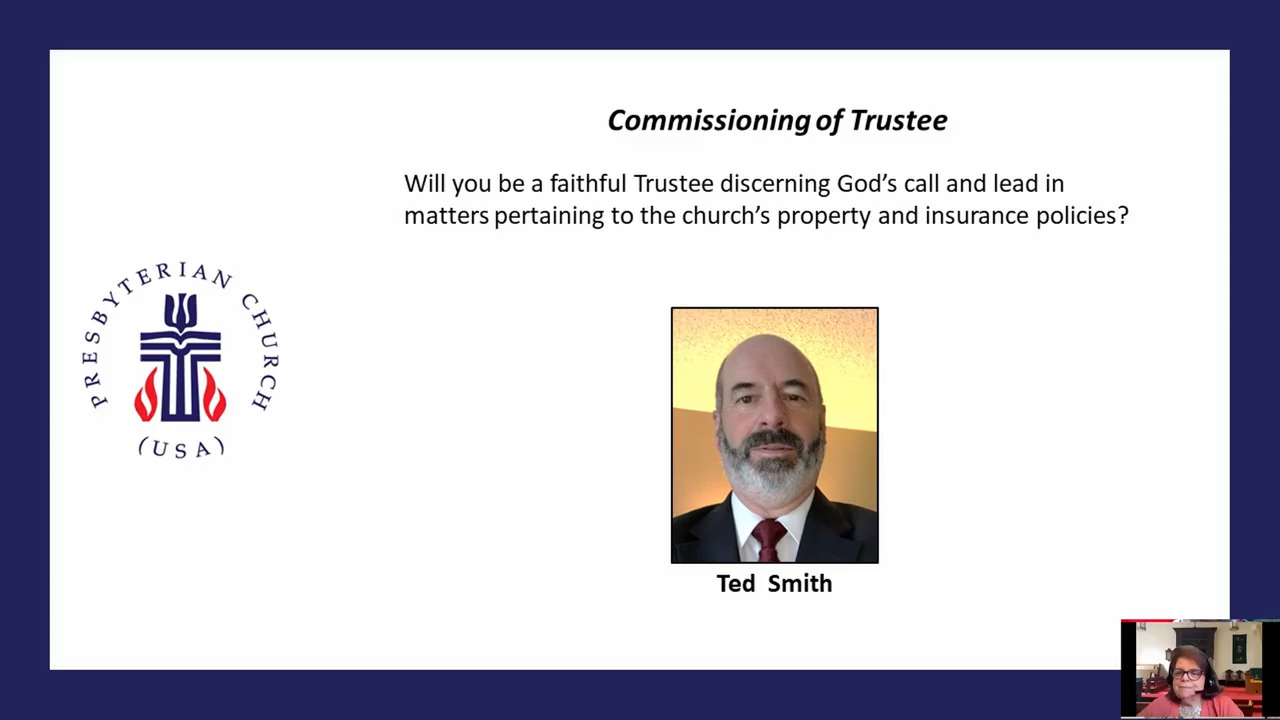 Commissioning of Trustee
Will you be a faithful Trustee discerning God's call and lead in
matters pertaining to the church's property and insurance policies?
PRESBYTERIAN CHURCH
(USA)
Ted Smith